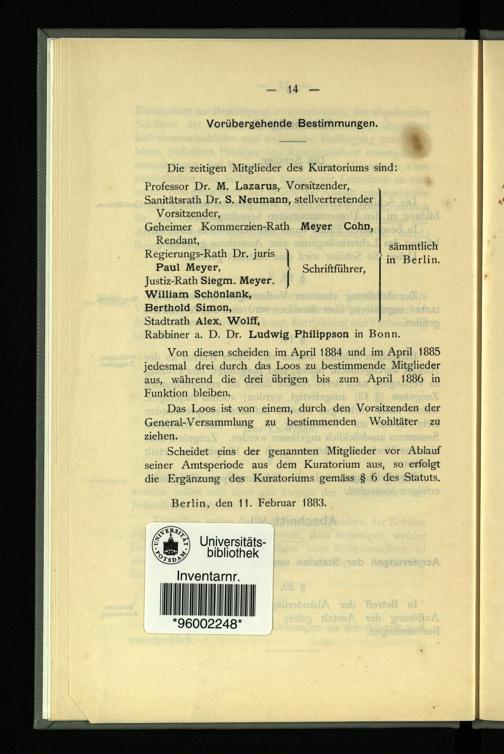 — 14 —
Vorübergehende Bestimmungen.
Die zeitigen Mitglieder des Kuratoriums sind:
Professor Dr. M. Lazarus, Vorsitzender,
Sanitätsrath Dr. S. Neumann, stellvertretender
Vorsitzender,
Geheimer Kommerzien-Rath Meyer Cohn,
Rendant,
Regierungs-Rath Dr. juris
Paul Meyer,
Justiz-Rath Siegm. Meyer.
Schriftführer,
William Schönlank,
Berthold Simon,
Stadtrath Alex. Wolff,
sämmtlich
in Berlin.
Rabbiner a. D. Dr. Ludwig Philippson in Bonn.
Von diesen scheiden im April 1884 und im April 1885
jedesmal drei durch das Loos zu bestimmende Mitglieder
aus, während die drei übrigen bis zum April 1886 in
Funktion bleiben.
Das Loos ist von einem, durch den Vorsitzenden der
General-Versammlung zu bestimmenden Wohltäter zu
ziehen.
Scheidet eins der genannten Mitglieder vor Ablauf
seiner Amtsperiode aus dem Kuratorium aus, so erfolgt
die Ergänzung des Kuratoriums gemäss § 6 des Statuts.
Berlin, den 11. Februar 1883.
UNIVERSITÄT
POTSDAM
Universitäts-
bibliothek
Inventarnr.
*96002248*